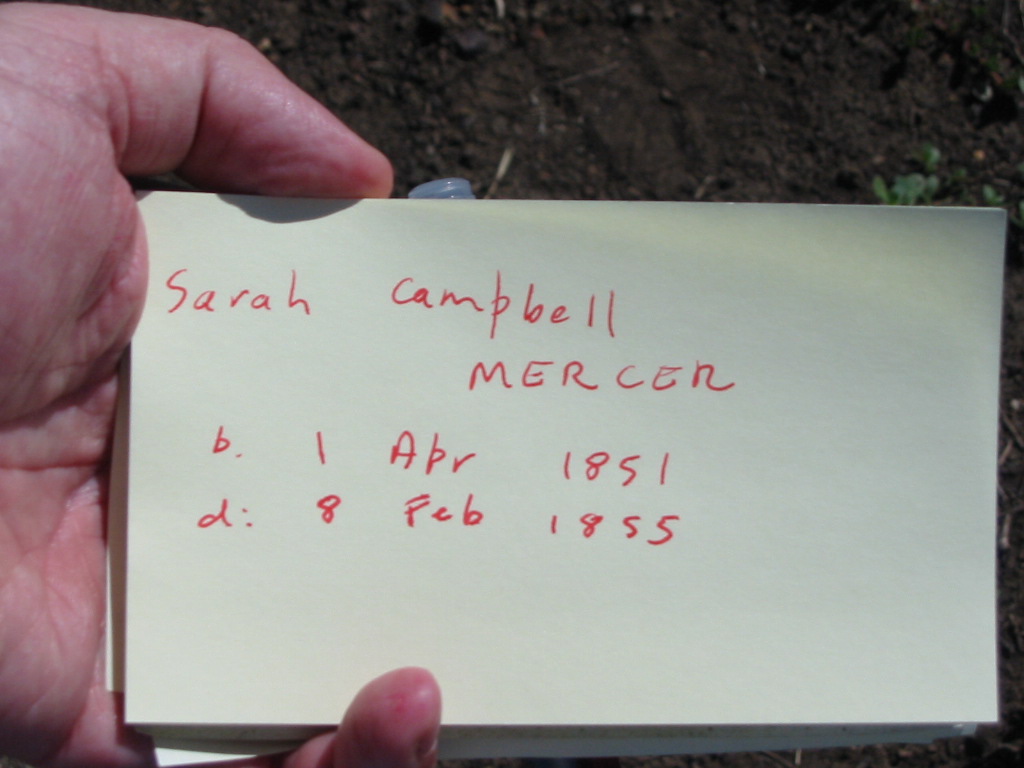 Sarah Campbell
MERCER
b. 1 Apr 1851
d: 8 Feb 1855